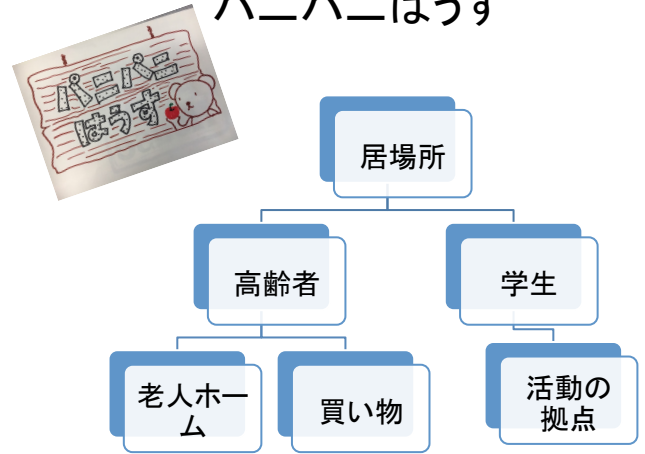 パニパニはうす
パニパニ
はうす
居場所
高齢者
学生
老人ホー
ム
買い物
活動の
拠点